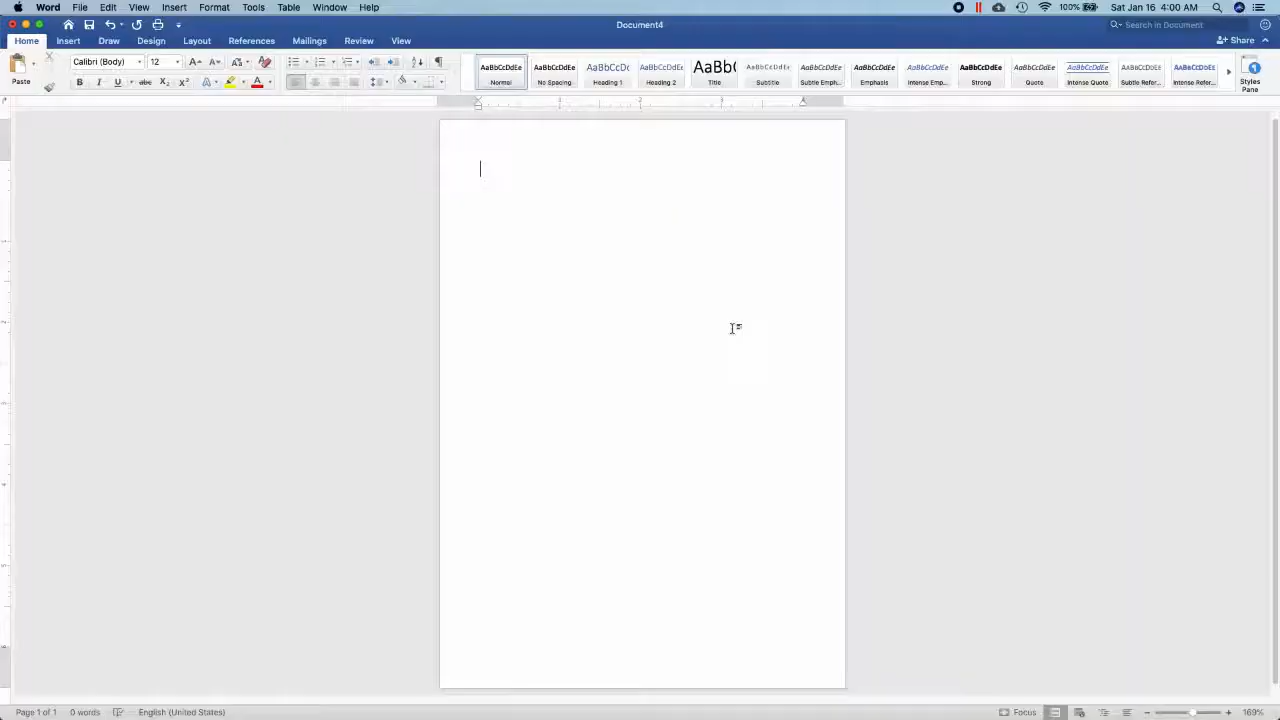 Word File Edit View Insert Format Tools Table Window Help 100% Sat Jan 16 4:00 AM
Document4 Search in Document
Home Insert Draw Design Layout References Mailings Review View Share
Paste Calibri (Body) 12
AaBbCcDdEe AaBbCcDdEe AaBbCcDc AaBbCcDdEe AaBb( AaBbCcDdEe AaBbCcDdEe AaBbCcDdEe AaBbCcDdEe AaBbCcDdEe AaBbCcDdEe AaBbCcDdEe AaBbCcDdEe AaBbCcDdEe
Normal No Spacing Heading 1 Heading 2 Title Subtitle Subtle Emph... Emphasis Intense Emp... Strong Quote Intense Quote Subtle Refer... Intense Refer... Styles Pane
1 2 3 4
Page 1 of 1 0 words English (United States) Focus 169%